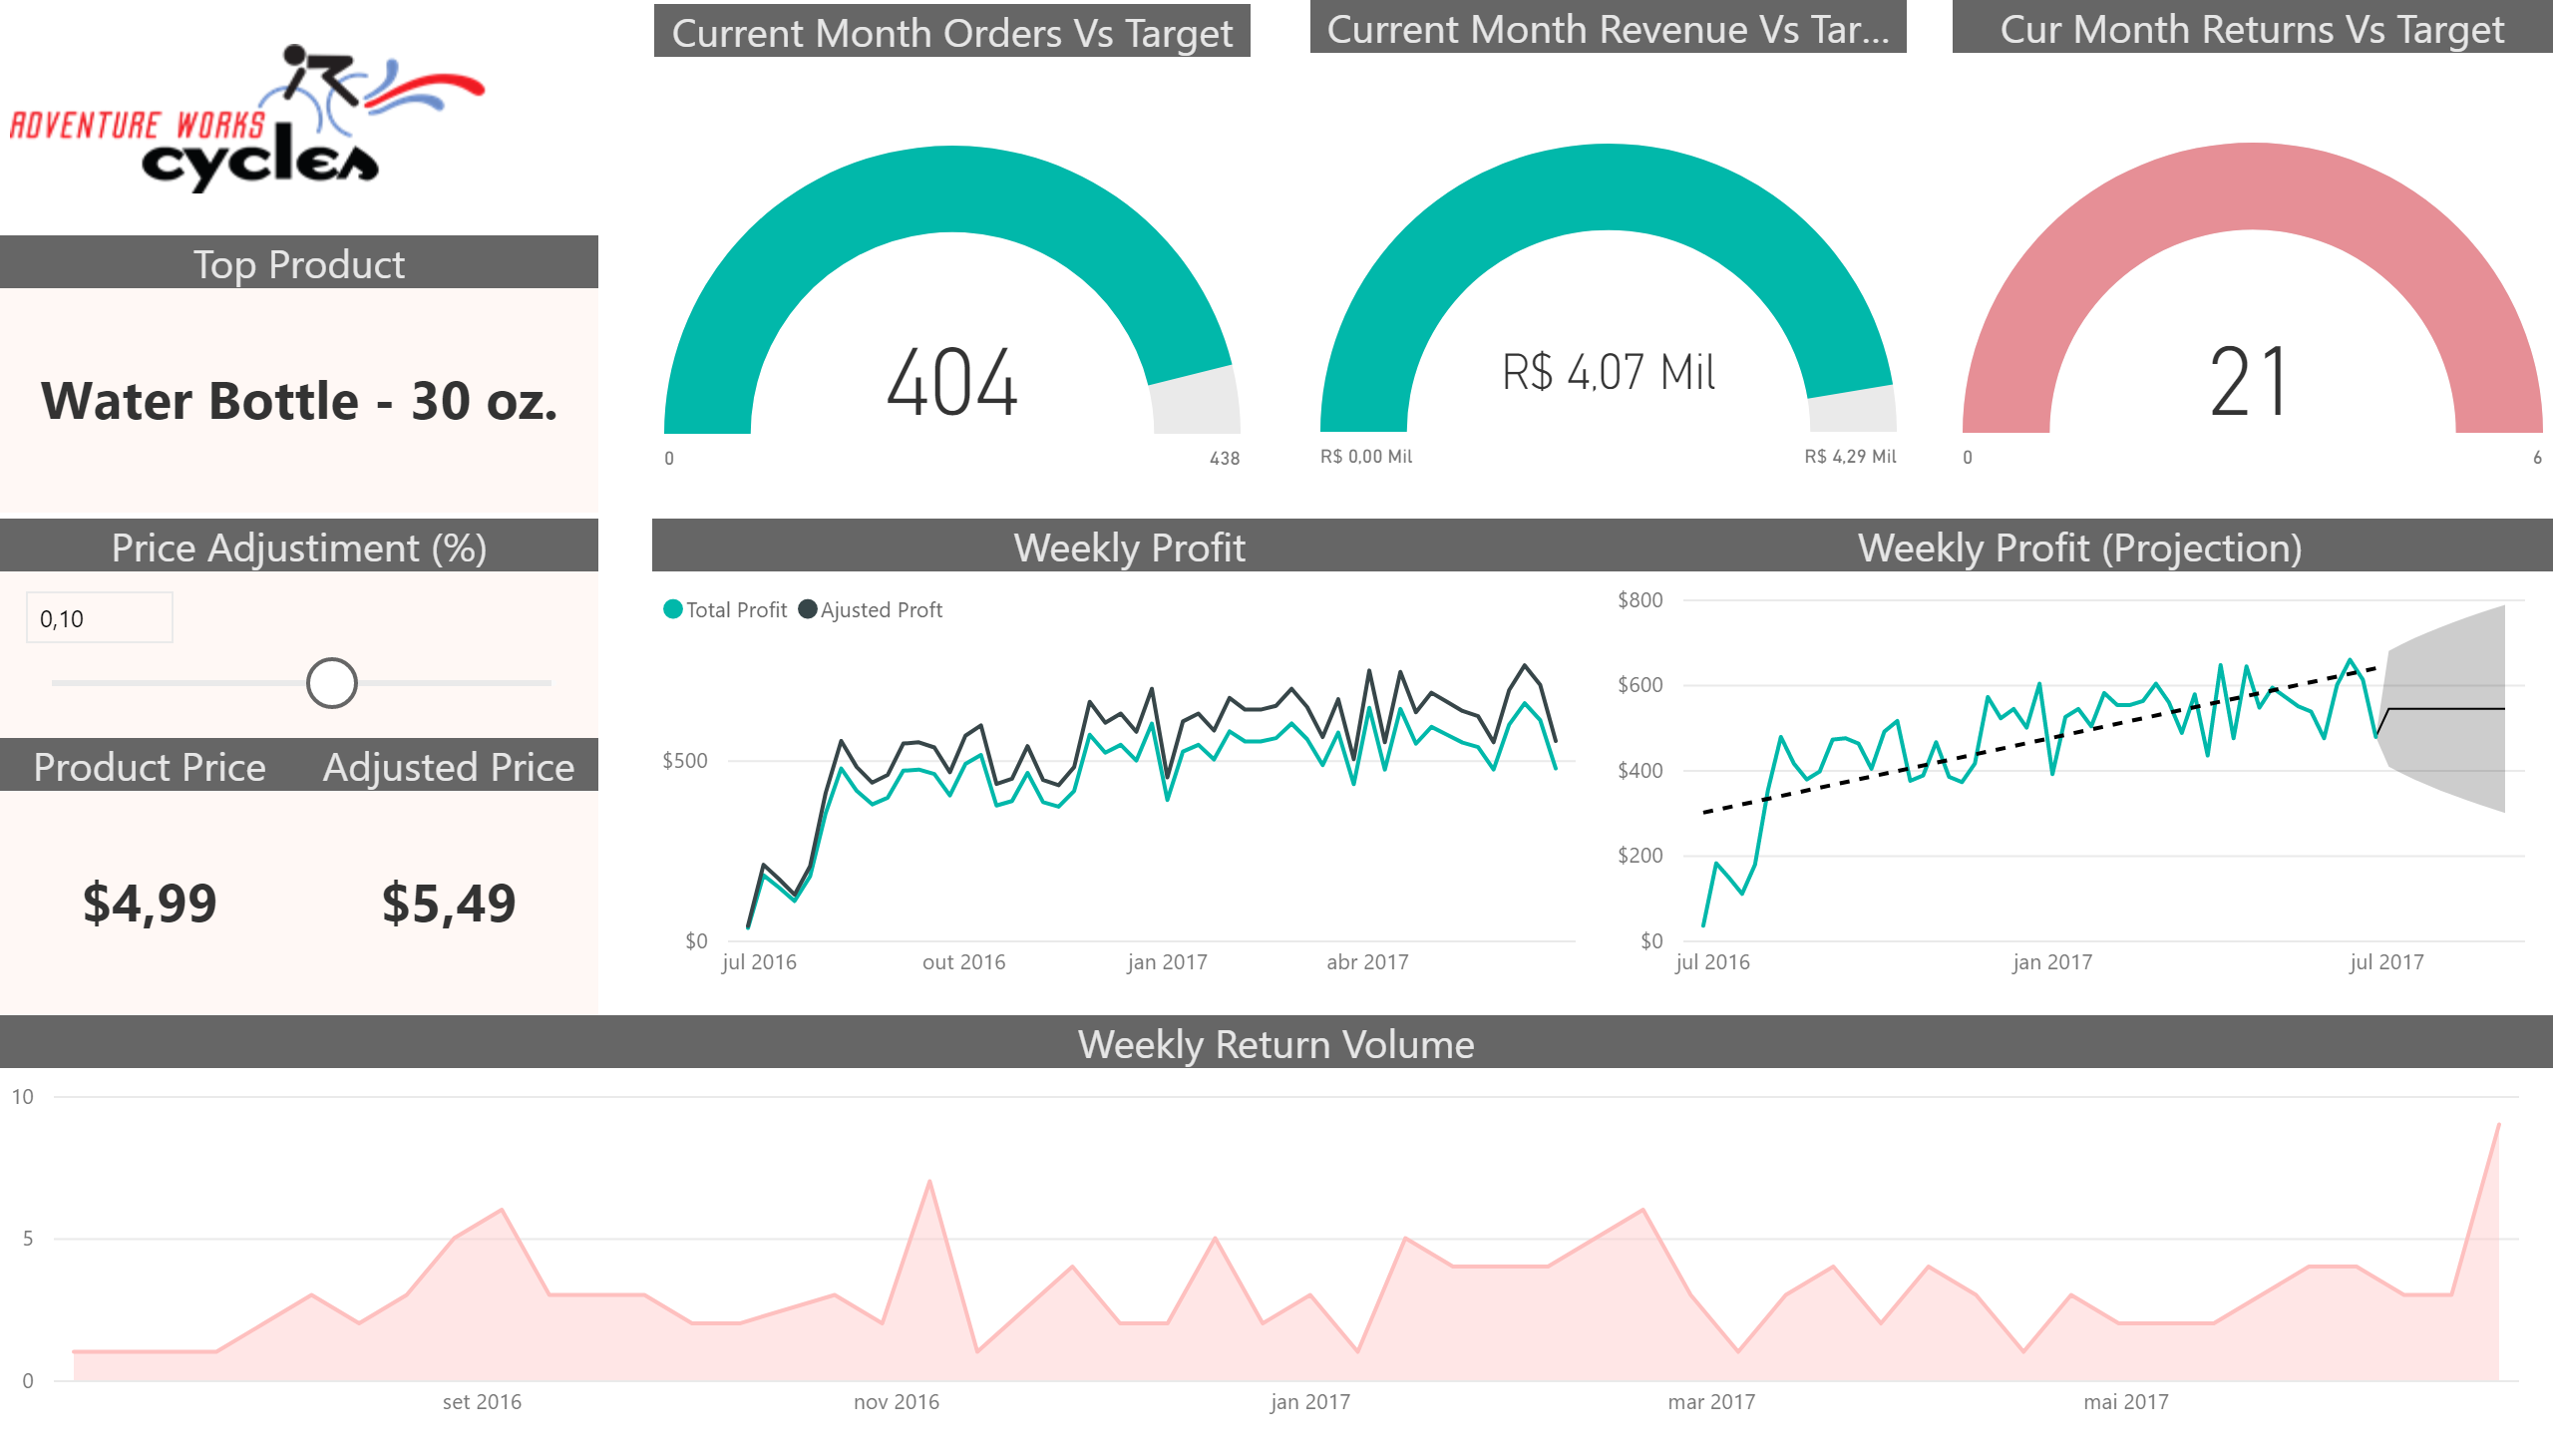 ADVENTURE WORKS
cycles
Current Month Orders Vs Target
404
0
438
Current Month Revenue Vs Tar...
R$ 4,07 Mil
R$ 0,00 Mil
R$ 4,29 Mil
Cur Month Returns Vs Target
21
0
6
Top Product
Water Bottle - 30 oz.
Price Adjustiment (%)
0,10
Product Price
Adjusted Price
$4,99
$5,49
Weekly Profit
Total Profit
Ajusted Proft
$500
$0
jul 2016
out 2016
jan 2017
abr 2017
Weekly Profit (Projection)
$800
$600
$400
$200
$0
jul 2016
jan 2017
jul 2017
Weekly Return Volume
10
5
0
set 2016
nov 2016
jan 2017
mar 2017
mai 2017